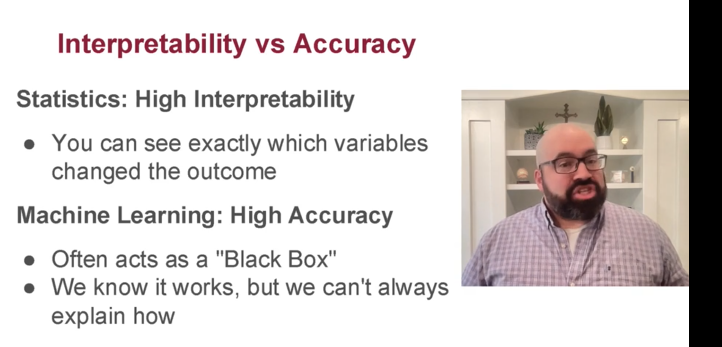 Interpretability vs Accuracy
Statistics: High Interpretability
● You can see exactly which variables
changed the outcome
Machine Learning: High Accuracy
● Often acts as a "Black Box"
● We know it works, but we can't always
explain how